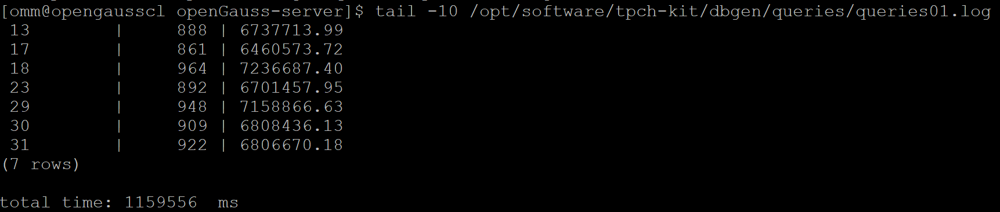 [omm@opengausscl openGauss-server]$ tail -10 /opt/software/tpch-kit/dbgen/queries/queries01.log
 13         |     888 | 6737713.99
 17         |     861 | 6460573.72
 18         |     964 | 7236687.40
 23         |     892 | 6701457.95
 29         |     948 | 7158866.63
 30         |     909 | 6808436.13
 31         |     922 | 6806670.18
(7 rows)

total time: 1159556  ms